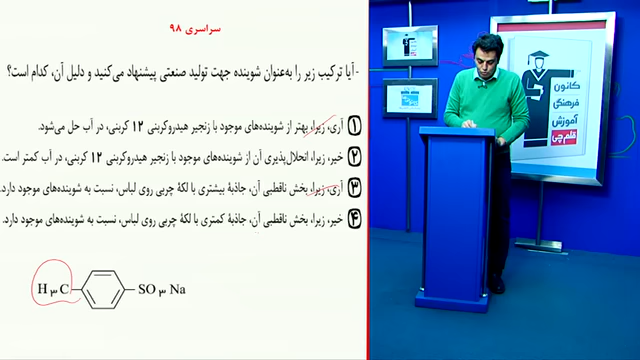 سراسری ۹۸
- آیا ترکیب زیر را به‌عنوان شوینده جهت تولید صنعتی پیشنهاد می‌کنید و دلیل آن، کدام است؟
۱ آری، زیرا، بهتر از شوینده‌های موجود با زنجیر هیدروکربنی ۱۲ کربنی، در آب حل می‌شود.
۲ خیر، زیرا، انحلال‌پذیری آن از شوینده‌های موجود با زنجیر هیدروکربنی ۱۲ کربنی، در آب کمتر است.
۳ آری، زیرا، بخش ناقطبی آن، جاذبهٔ بیشتری با لکهٔ چربی روی لباس، نسبت به شوینده‌های موجود دارد.
۴ خیر، زیرا، بخش ناقطبی آن، جاذبهٔ کمتری با لکهٔ چربی روی لباس، نسبت به شوینده‌های موجود دارد.
H۳C SO۳Na
کانون
فرهنگی
آموزش
قلم‌چی